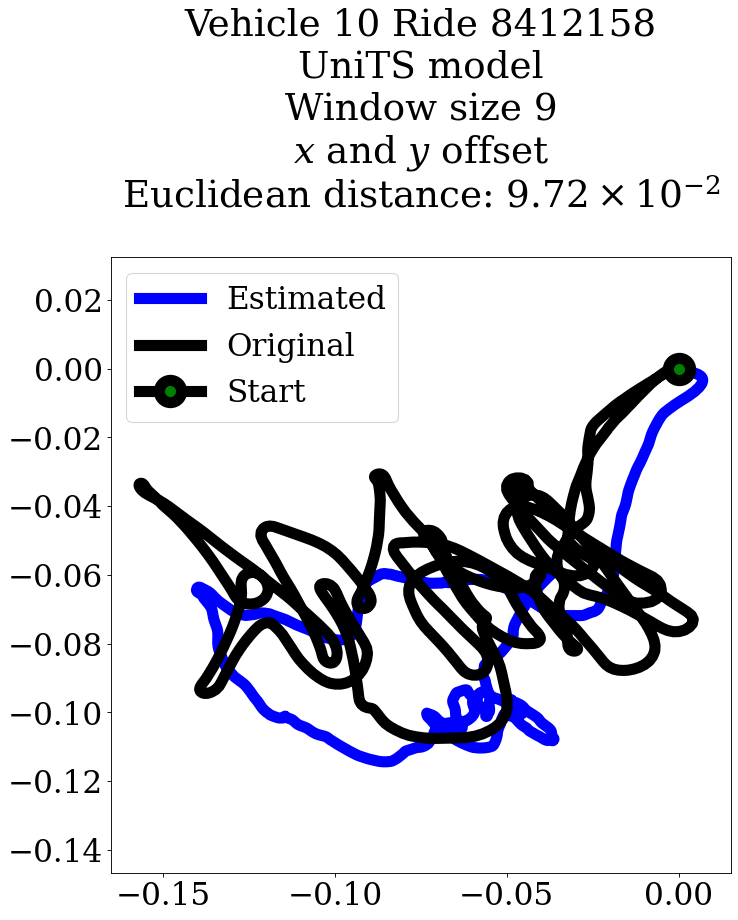 Vehicle 10 Ride 8412158
UniTS model
Window size 9
x and y offset
Euclidean distance: 9.72 × 10⁻²
Estimated
Original
Start
0.02
0.00
−0.02
−0.04
−0.06
−0.08
−0.10
−0.12
−0.14
−0.15
−0.10
−0.05
0.00